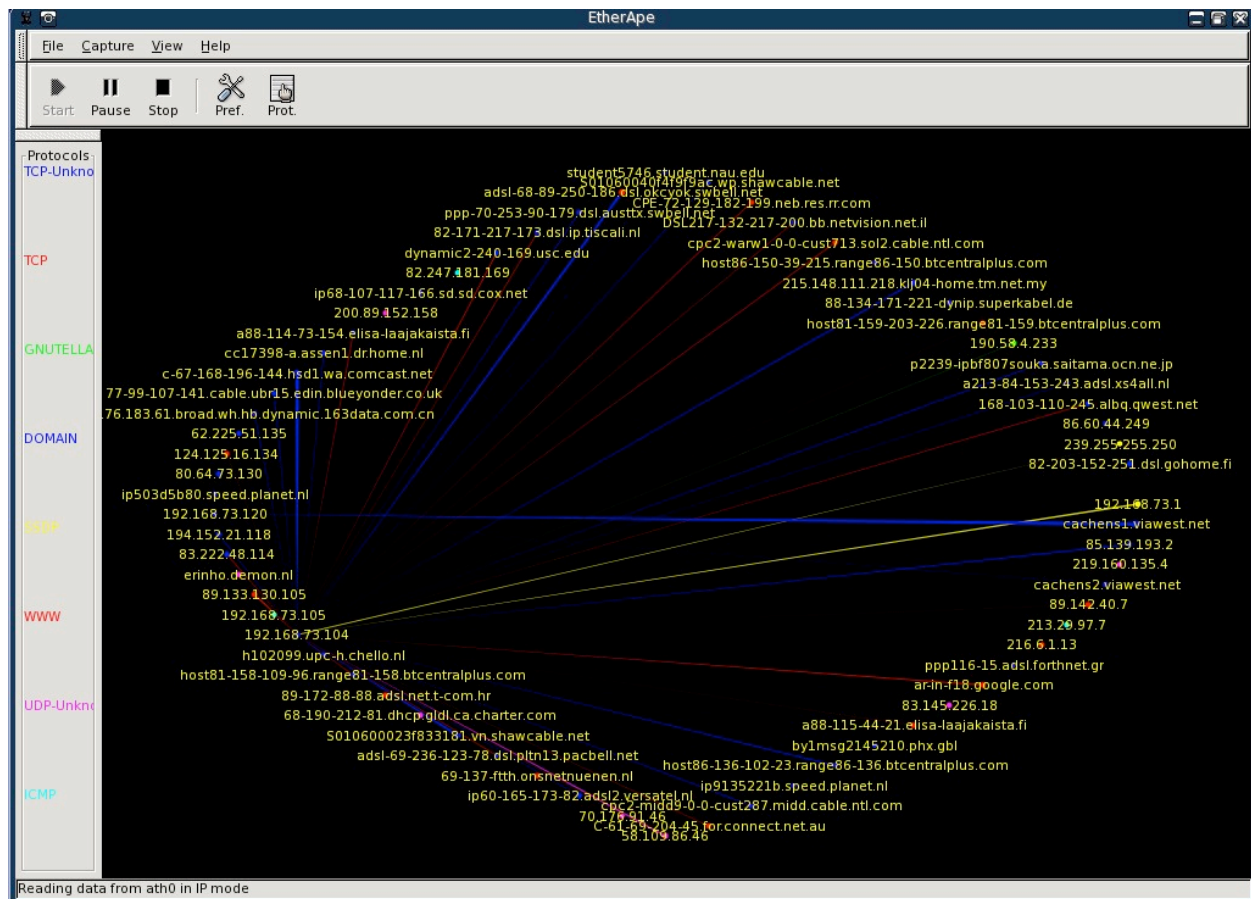 EtherApe
File Capture View Help
Start Pause Stop Pref. Prot.
Protocols
TCP-Unkno
TCP
GNUTELLA
DOMAIN
SSDP
WWW
UDP-Unkno
ICMP
student5746.student.nau.edu
S01060040f4f9f9ac.wp.shawcable.net
adsl-68-89-250-186.dsl.okcyok.swbell.net
CPE-72-129-182-199.neb.res.rr.com
ppp-70-253-90-179.dsl.austtx.swbell.net
DSL217-132-217-200.bb.netvision.net.il
82-171-217-173.dsl.ip.tiscali.nl
cpc2-warw1-0-0-cust713.sol2.cable.ntl.com
dynamic2-240-169.usc.edu
host86-150-39-215.range86-150.btcentralplus.com
82.247.181.169
215.148.111.218.klj04-home.tm.net.my
ip68-107-117-166.sd.sd.cox.net
88-134-171-221-dynip.superkabel.de
200.89.152.158
host81-159-203-226.range81-159.btcentralplus.com
a88-114-73-154.elisa-laajakaista.fi
190.58.4.233
cc17398-a.assen1.dr.home.nl
p2239-ipbf807souka.saitama.ocn.ne.jp
c-67-168-196-144.hsd1.wa.comcast.net
a213-84-153-243.adsl.xs4all.nl
77-99-107-141.cable.ubr15.edin.blueyonder.co.uk
168-103-110-245.albq.qwest.net
.76.183.61.broad.wh.hb.dynamic.163data.com.cn
86.60.44.249
62.225.51.135
239.255.255.250
124.125.16.134
82-203-152-251.dsl.gohome.fi
80.64.73.130
ip503d5b80.speed.planet.nl
192.168.73.1
192.168.73.120
cachens1.viawest.net
194.152.21.118
85.139.193.2
83.222.48.114
219.160.135.4
erinho.demon.nl
cachens2.viawest.net
89.133.130.105
89.142.40.7
192.168.73.105
213.29.97.7
192.168.73.104
216.6.1.13
h102099.upc-h.chello.nl
ppp116-15.adsl.forthnet.gr
host81-158-109-96.range81-158.btcentralplus.com
ar-in-f18.google.com
89-172-88-88.adsl.net.t-com.hr
83.145.226.18
68-190-212-81.dhcp.gldl.ca.charter.com
a88-115-44-21.elisa-laajakaista.fi
S010600023f833181.vn.shawcable.net
by1msg2145210.phx.gbl
adsl-69-236-123-78.dsl.pltn13.pacbell.net
host86-136-102-23.range86-136.btcentralplus.com
69-137-ftth.onsnetnuenen.nl
ip9135221b.speed.planet.nl
ip60-165-173-82.adsl2.versatel.nl
cpc2-midd9-0-0-cust287.midd.cable.ntl.com
70.176.91.46
C-61-69-204-45.for.connect.net.au
58.109.86.46
Reading data from ath0 in IP mode